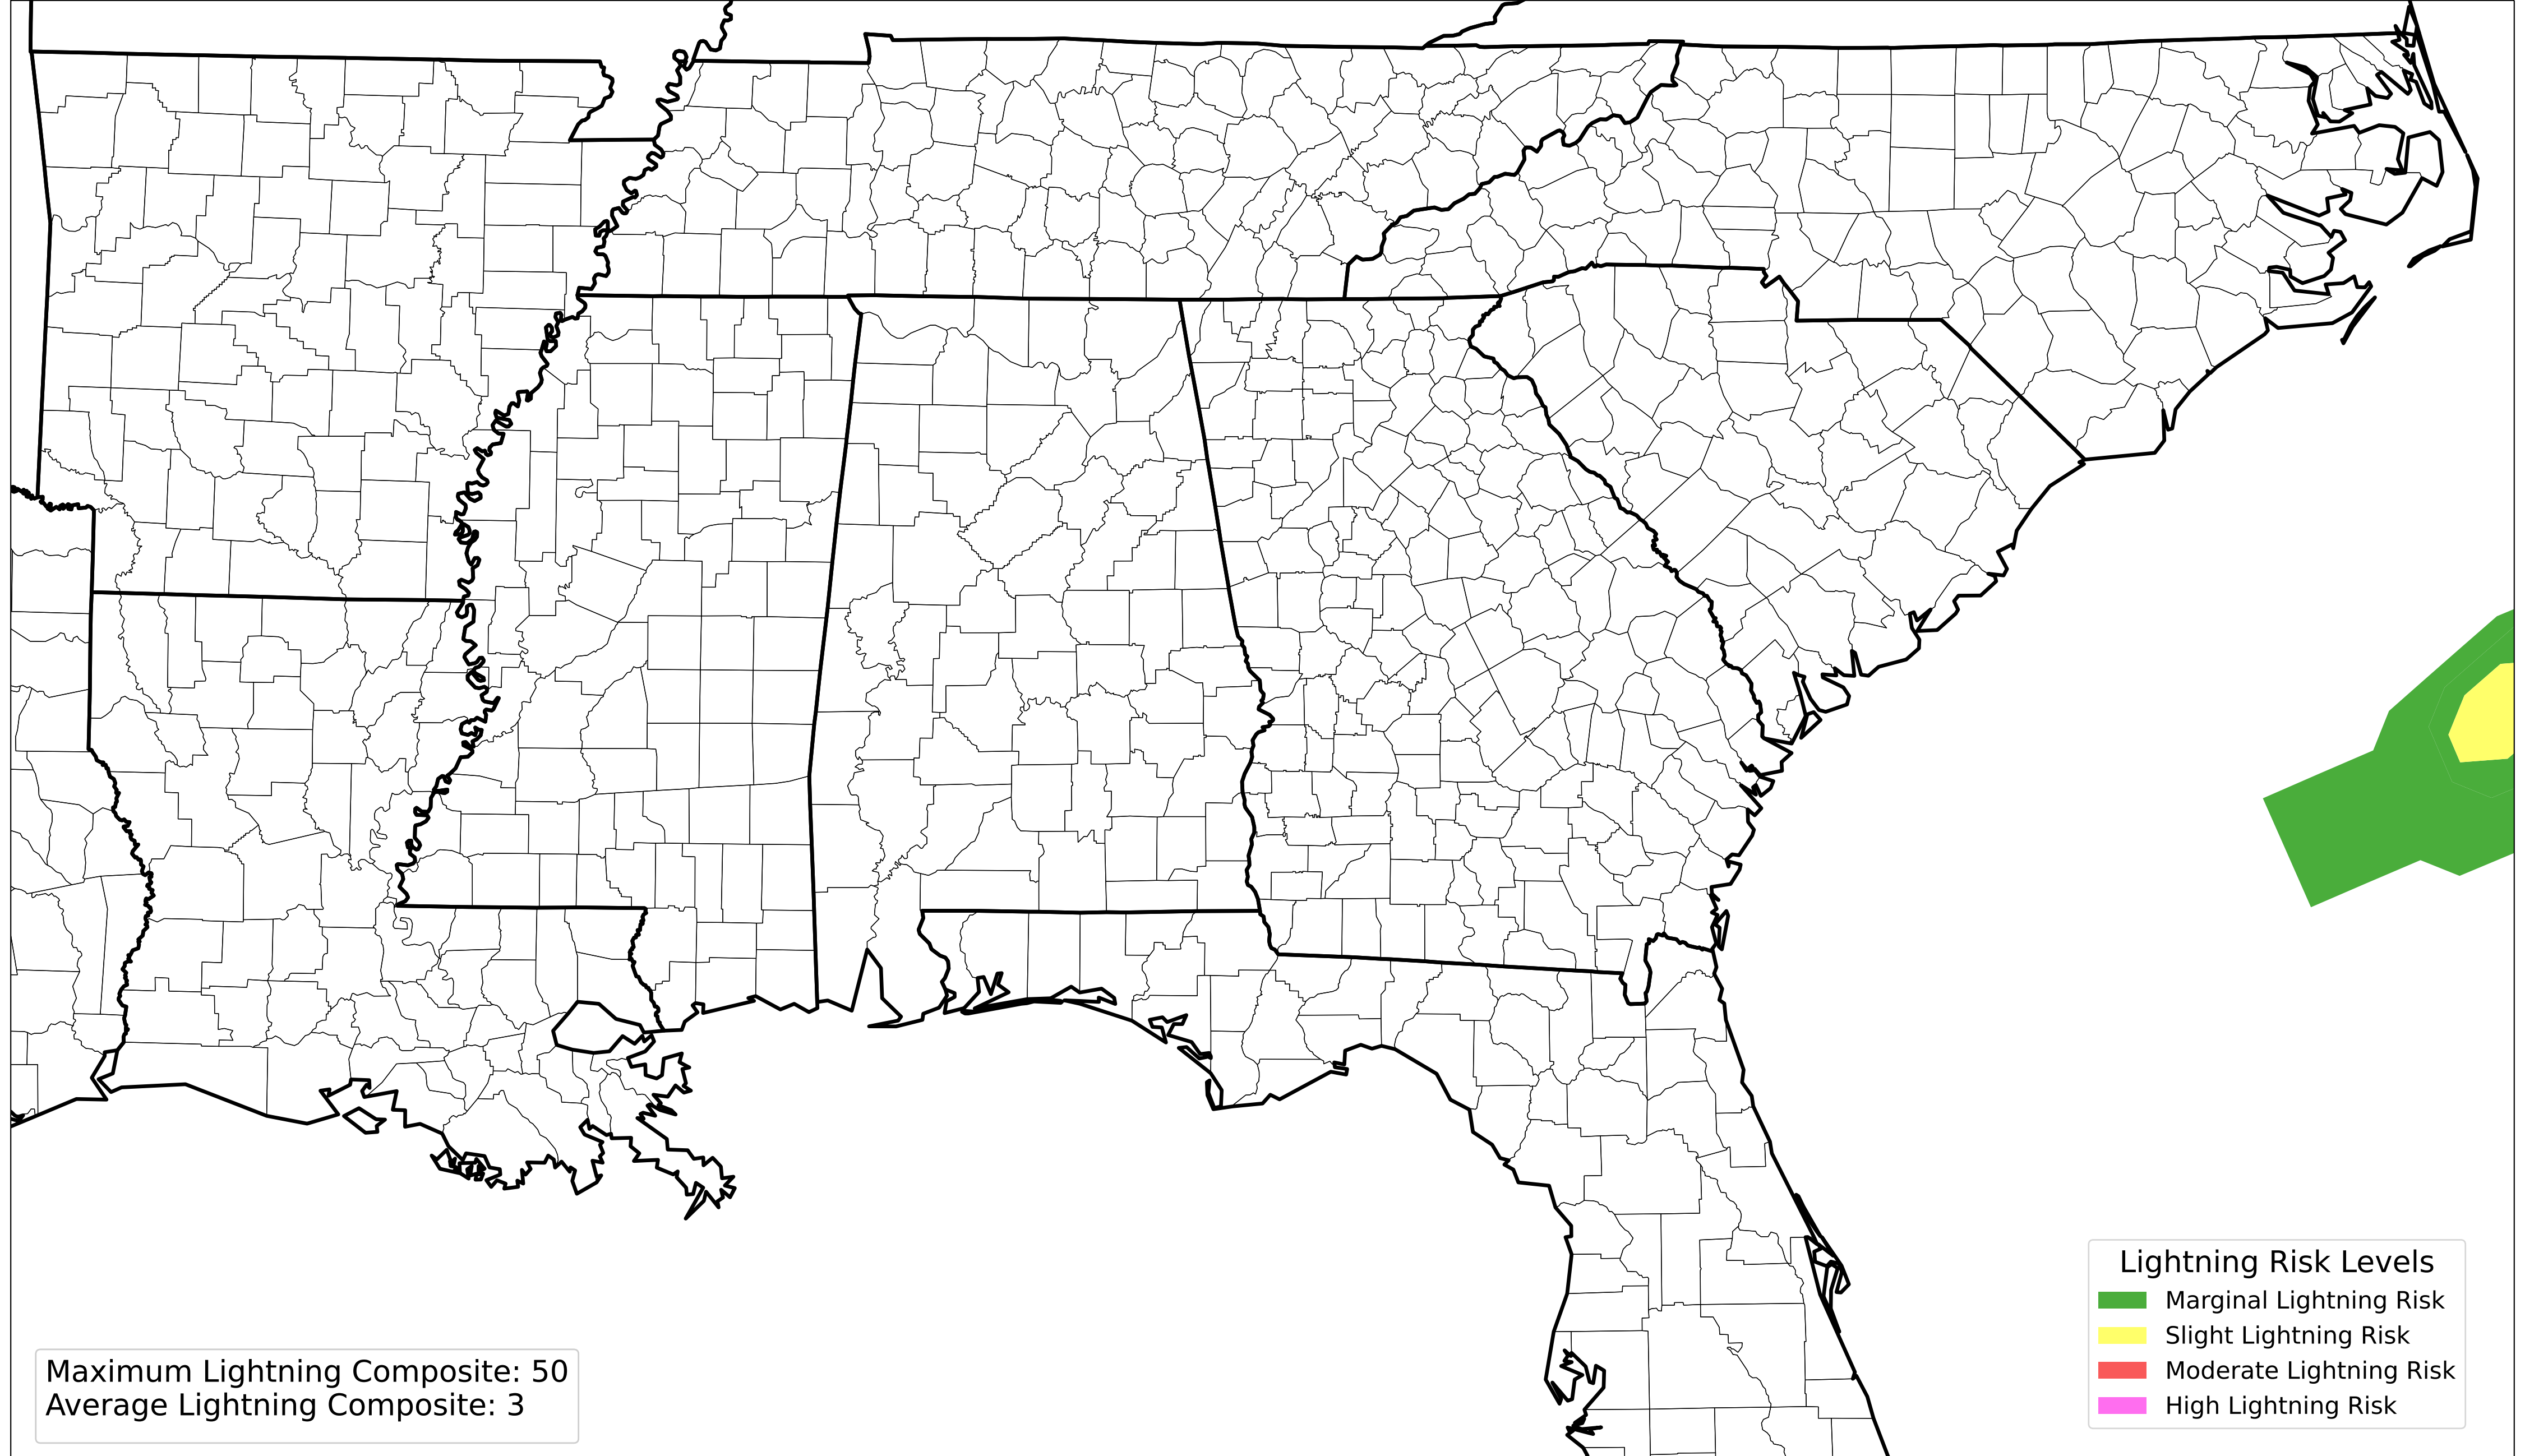 Lightning Risk Levels
Marginal Lightning Risk
Slight Lightning Risk
Moderate Lightning Risk
High Lightning Risk
Maximum Lightning Composite: 50
Average Lightning Composite: 3